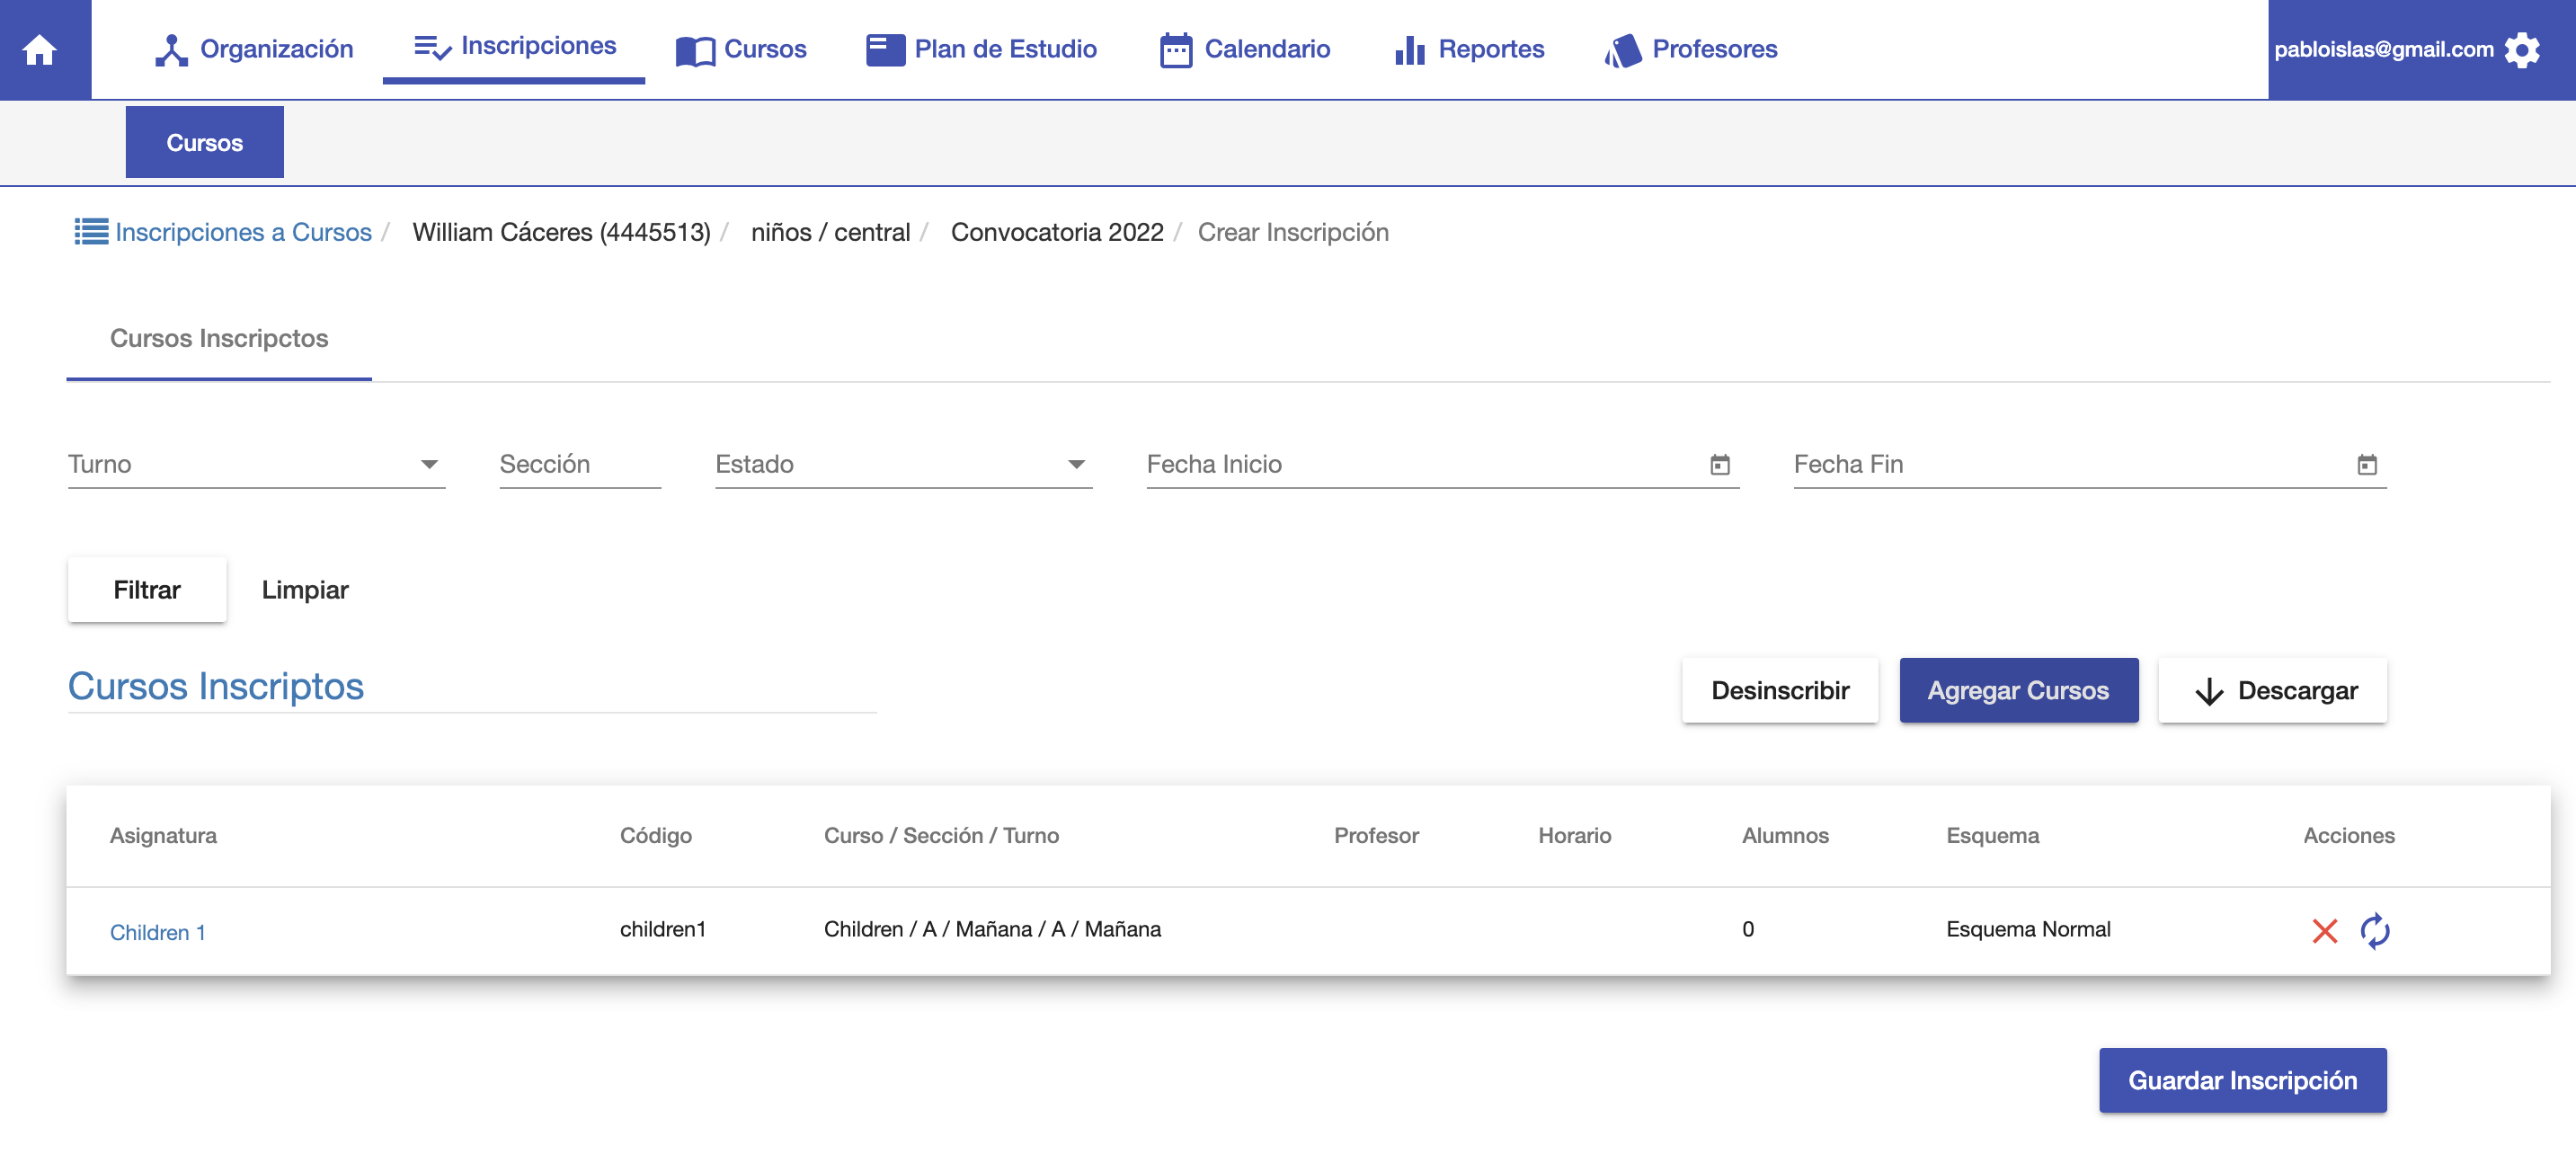 Organización Inscripciones Cursos Plan de Estudio Calendario Reportes Profesores pabloislas@gmail.com
Cursos
Inscripciones a Cursos / William Cáceres (4445513) / niños / central / Convocatoria 2022 / Crear Inscripción
Cursos Inscripctos
Turno Sección Estado Fecha Inicio Fecha Fin
Filtrar Limpiar
Cursos Inscriptos Desinscribir Agregar Cursos Descargar
Asignatura Código Curso / Sección / Turno Profesor Horario Alumnos Esquema Acciones
Children 1 children1 Children / A / Mañana / A / Mañana 0 Esquema Normal
Guardar Inscripción